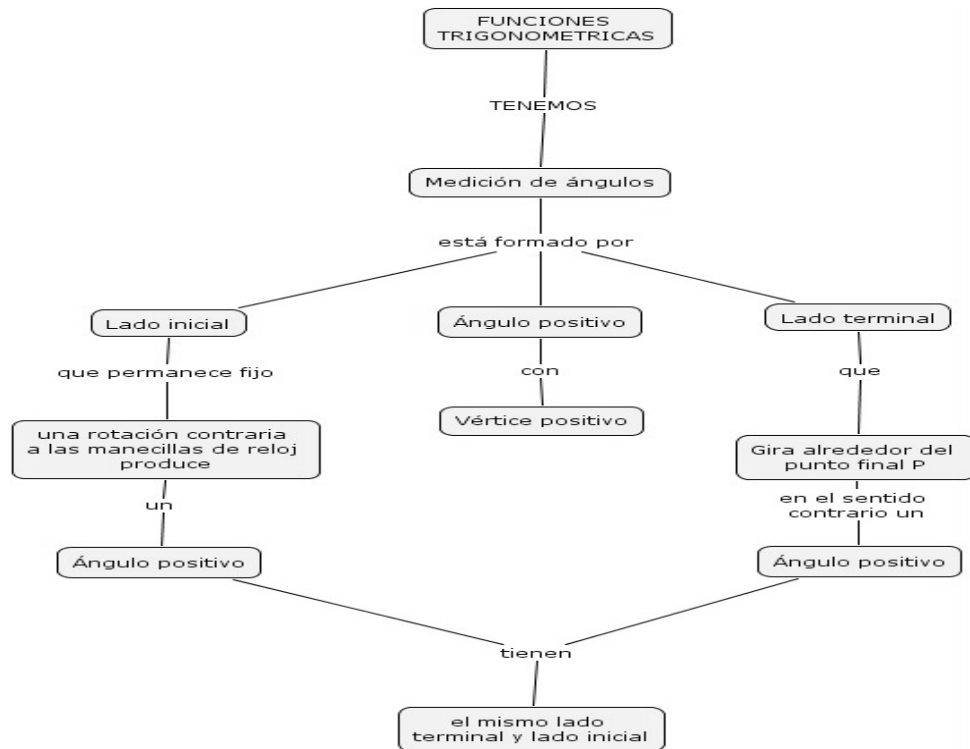 FUNCIONES
TRIGONOMETRICAS
TENEMOS
Medición de ángulos
está formado por
Lado inicial
Ángulo positivo
Lado terminal
que permanece fijo
con
que
una rotación contraria
a las manecillas de reloj
produce
Vértice positivo
Gira alrededor del
punto final P
un
en el sentido
contrario un
Ángulo positivo
Ángulo positivo
tienen
el mismo lado
terminal y lado inicial